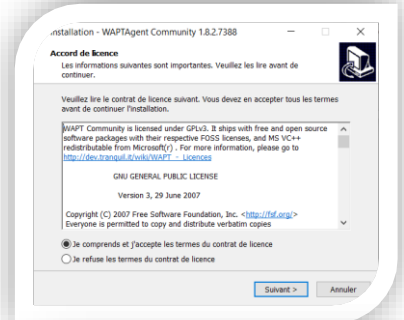 Installation - WAPTAgent Community 1.8.2.7388
Accord de licence
Les informations suivantes sont importantes. Veuillez les lire avant de
continuer.
Veuillez lire le contrat de licence suivant. Vous devez en accepter tous les termes
avant de continuer l'installation.
WAPT Community is licensed under GPLv3. It ships with free and open source
software packages with their respective FOSS licenses, and MS VC++
redistributable from Microsoft(r) . For more information, please go to
http://dev.tranquil.it/wiki/WAPT_-_Licences
GNU GENERAL PUBLIC LICENSE
Version 3, 29 June 2007
Copyright (C) 2007 Free Software Foundation, Inc. <http://fsf.org/>
Everyone is permitted to copy and distribute verbatim copies
Je comprends et j'accepte les termes du contrat de licence
Je refuse les termes du contrat de licence
Suivant >
Annuler